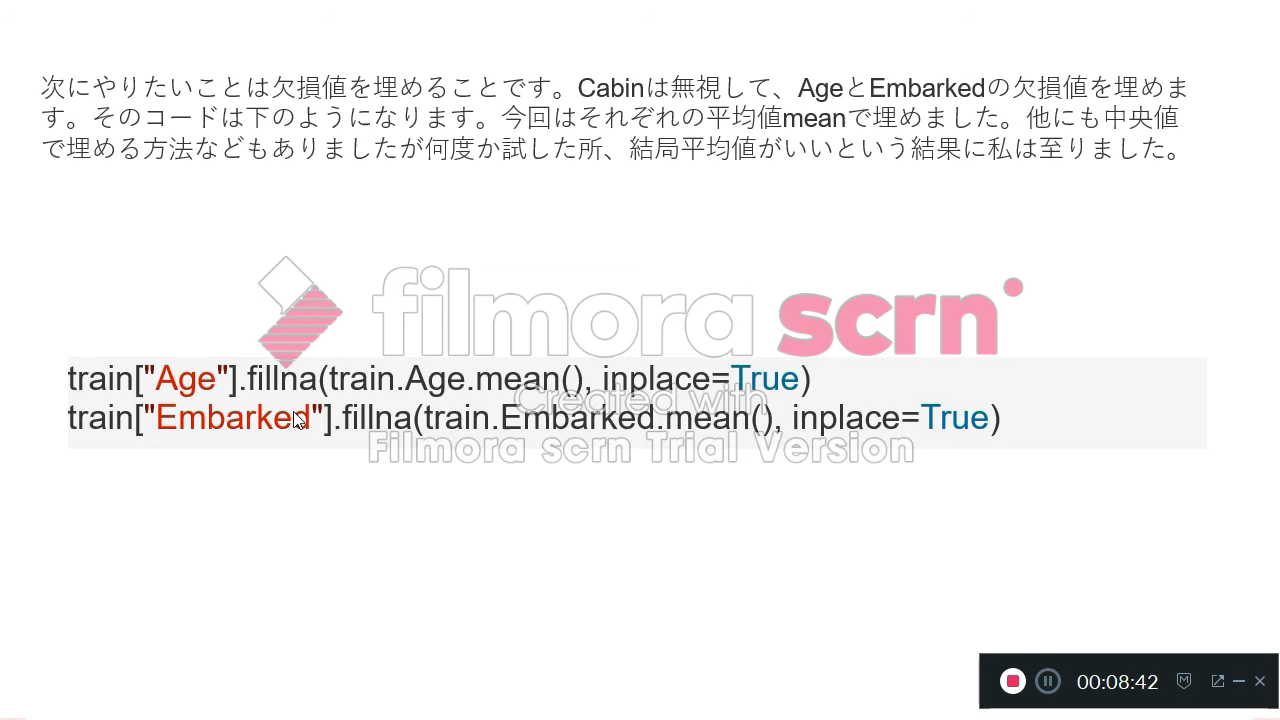 次にやりたいことは欠損値を埋めることです。Cabinは無視して、AgeとEmbarkedの欠損値を埋めま
す。そのコードは下のようになります。今回はそれぞれの平均値meanで埋めました。他にも中央値
で埋める方法などもありましたが何度か試した所、結局平均値がいいという結果に私は至りました。
filmora scrn
train["Age"].fillna(train.Age.mean(), inplace=True)
Created with
train["Embarked"].fillna(train.Embarked.mean(), inplace=True)
Filmora scrn Trial Version
00:08:42